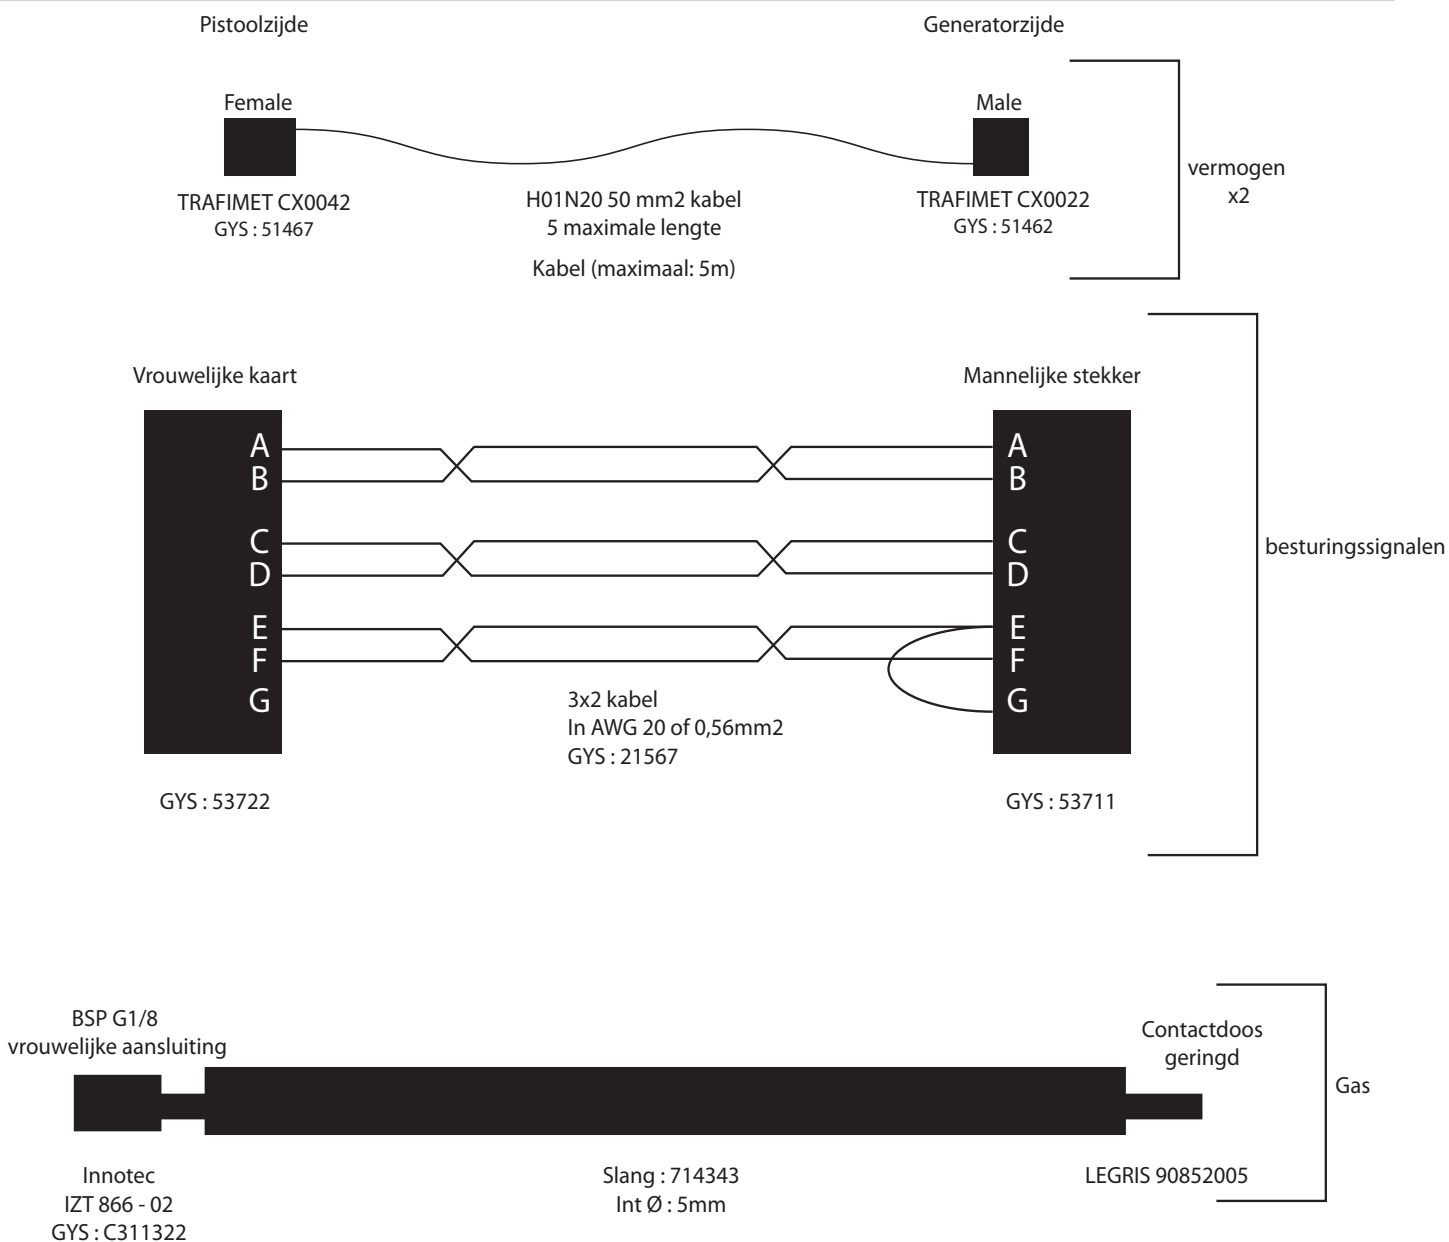 Pistoolzijde
Generatorzijde
Female
Male
TRAFIMET CX0042
GYS : 51467
H01N20 50 mm2 kabel
5 maximale lengte
Kabel (maximaal: 5m)
TRAFIMET CX0022
GYS : 51462
vermogen
x2
Vrouwelijke kaart
Mannelijke stekker
A
B
C
D
E
F
G
A
B
C
D
E
F
G
besturingssignalen
3x2 kabel
In AWG 20 of 0,56mm2
GYS : 21567
GYS : 53722
GYS : 53711
BSP G1/8
vrouwelijke aansluiting
Contactdoos
geringd
Gas
Innotec
IZT 866 - 02
GYS : C311322
Slang : 714343
Int Ø : 5mm
LEGRIS 90852005